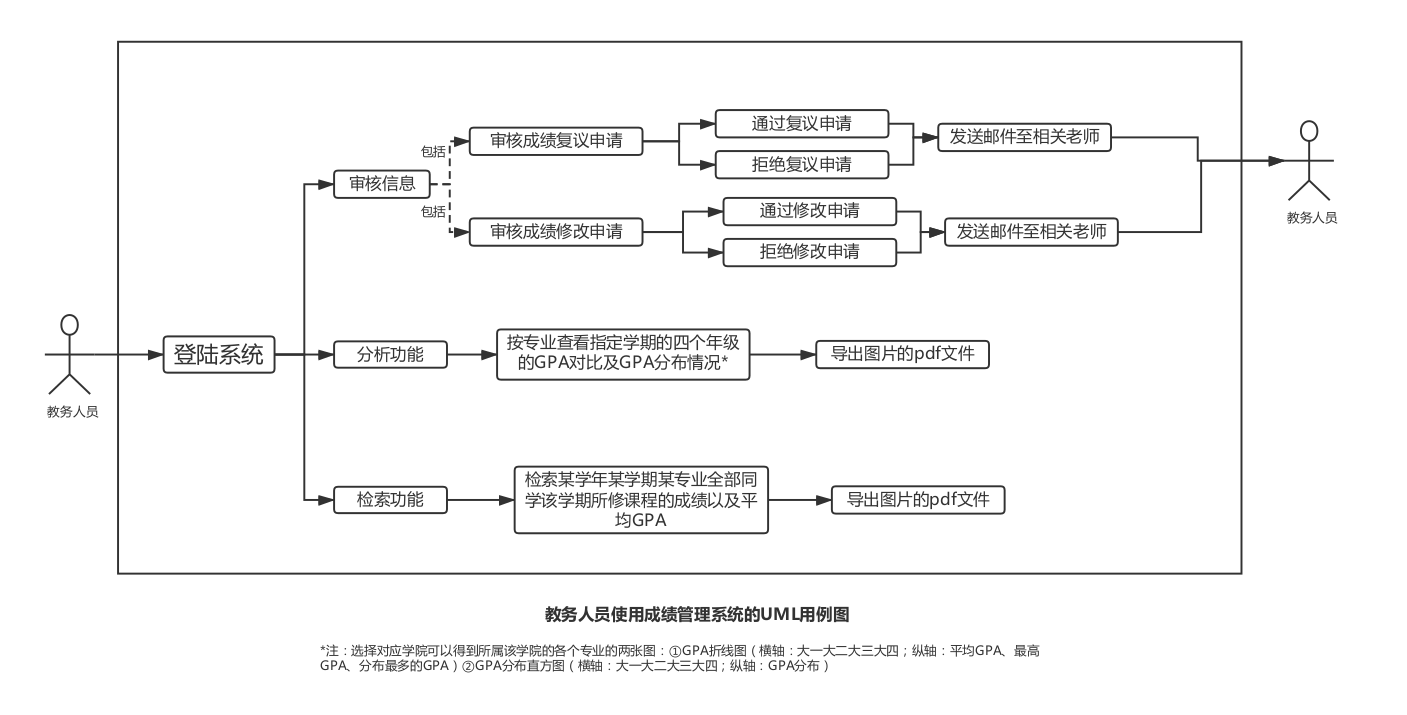 通过复议申请
审核成绩复议申请
发送邮件至相关老师
包括
拒绝复议申请
审核信息
包括
通过修改申请
教务人员
审核成绩修改申请
发送邮件至相关老师
拒绝修改申请
登陆系统
分析功能
按专业查看指定学期的四个年级
的GPA对比及GPA分布情况*
导出图片的pdf文件
教务人员
检索功能
检索某学年某学期某专业全部同
学该学期所修课程的成绩以及平
均GPA
导出图片的pdf文件
教务人员使用成绩管理系统的UML用例图
*注：选择对应学院可以得到所属该学院的各个专业的两张图：①GPA折线图（横轴：大一大二大三大四；纵轴：平均GPA、最高
GPA、分布最多的GPA）②GPA分布直方图（横轴：大一大二大三大四；纵轴：GPA分布）